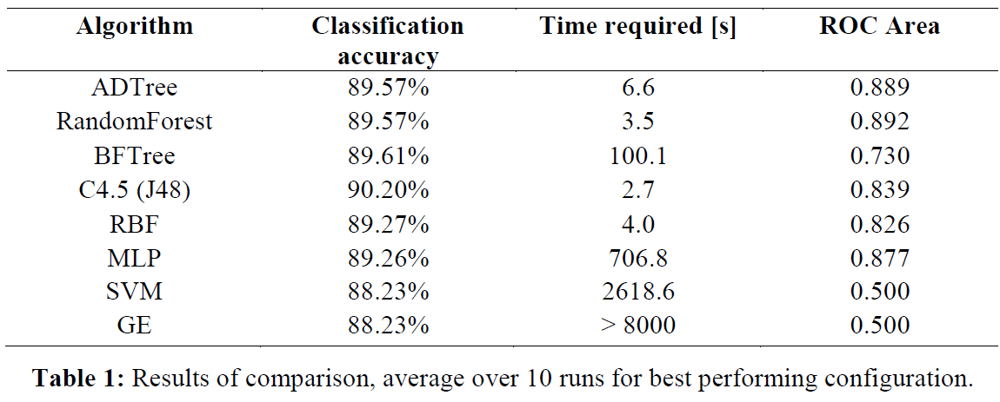 Algorithm Classification accuracy Time required [s] ROC Area
ADTree 89.57% 6.6 0.889
RandomForest 89.57% 3.5 0.892
BFTree 89.61% 100.1 0.730
C4.5 (J48) 90.20% 2.7 0.839
RBF 89.27% 4.0 0.826
MLP 89.26% 706.8 0.877
SVM 88.23% 2618.6 0.500
GE 88.23% > 8000 0.500
Table 1: Results of comparison, average over 10 runs for best performing configuration.